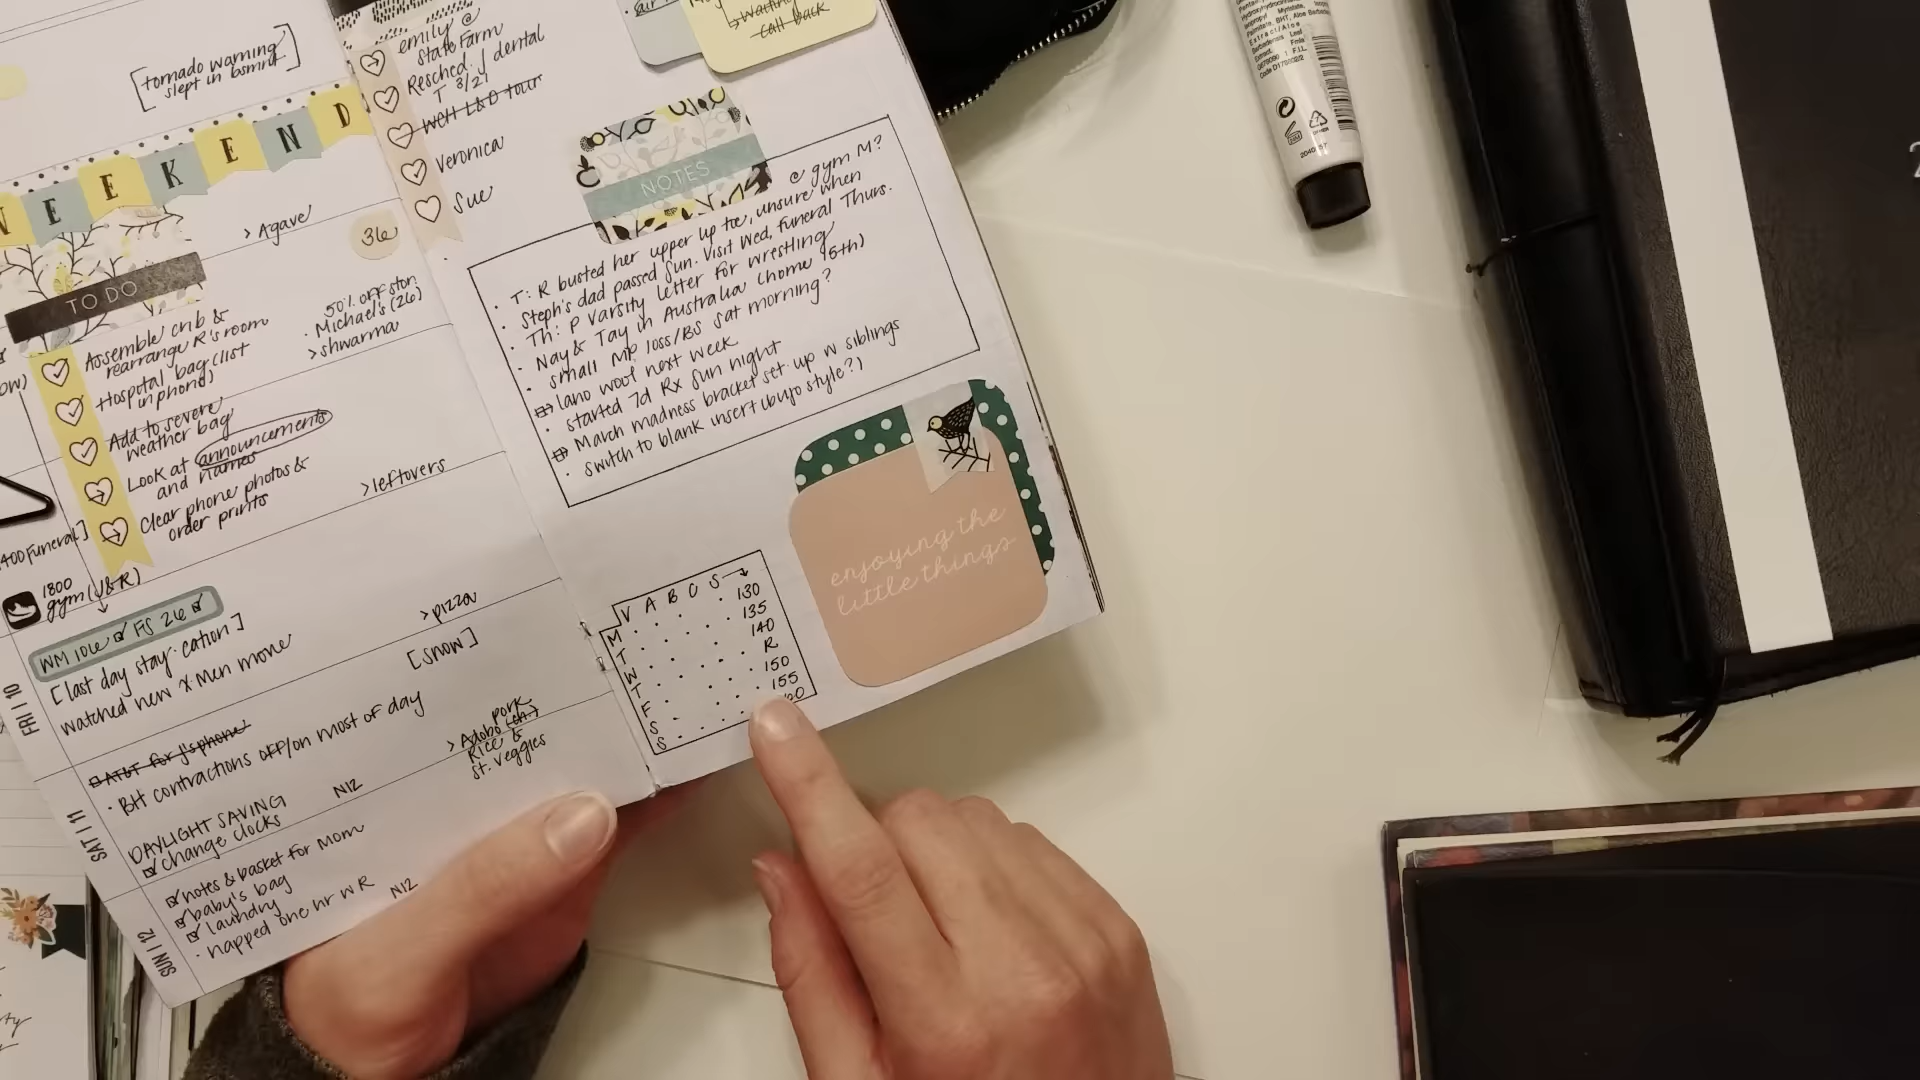 [tornado warning
slept in bsmnt]
WEEKEND
> Agave
36
TO DO
Assemble crib &
rearrange R's room
Hospital bag (list
in phone)
Add to severe
weather bag
Look at announcements
and names
Clear phone photos &
order prints
50% off
· Michael's (26)
> shwarma
> leftovers
1400 Funeral]
1800
gym (J&R)
FRI | 10
[last day stay·cation]
watched new X Men movie
> pizza
[snow]
SAT | 11
AT&T for J's phone
· BH contractions off/on most of day
> Adobo
pork
Rice &
st. veggies
DAYLIGHT SAVING
change clocks
N12
SUN | 12
notes & basket for Mom
baby's bag
laundry
· napped one hr w R
N12
emily @
State Farm
Resched. J dental
T 3/21
L&D tour
Veronica
Sue
waiting
call back
NOTES
· T: R busted her upper lip, unsure when @ gym M?
· Steph's dad passed Sun. Visit Wed, Funeral Thurs.
· Th: P varsity letter for wrestling
· Nay & Tay in Australia (home 15th)
· small MP loss/BS Sat morning?
lano wool next week
· started 7d Rx Sun night
March madness bracket set up w siblings
· switch to blank insert (bujo style?)
enjoying the
little things
V A B C S
M 130
T 135
W 140
T R
F 150
S 155
S